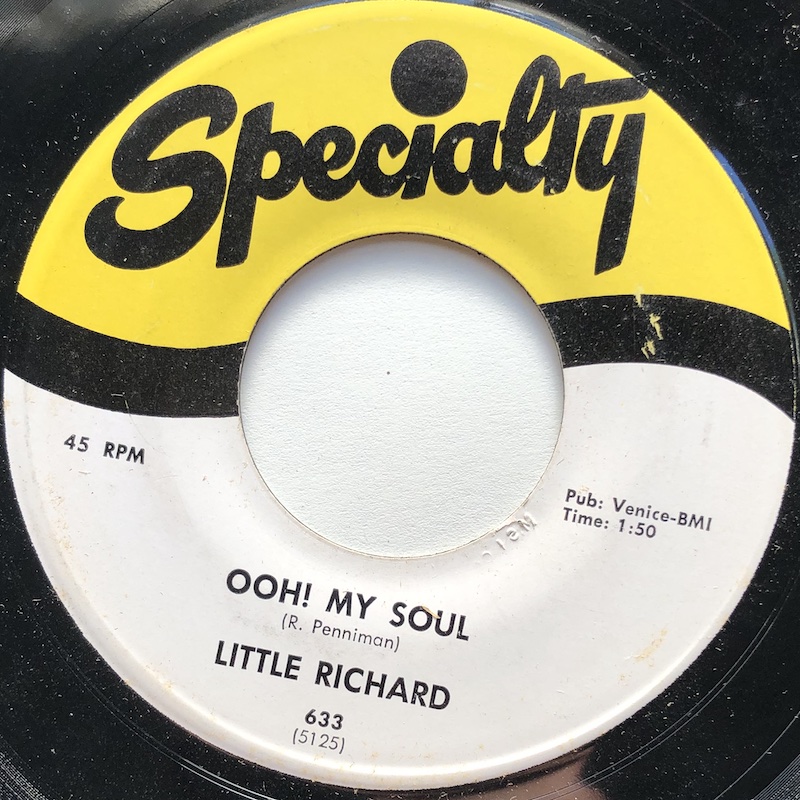 Specialty
45 RPM
Pub: Venice-BMI
Time: 1:50
OOH! MY SOUL
(R. Penniman)
LITTLE RICHARD
633
(5125)